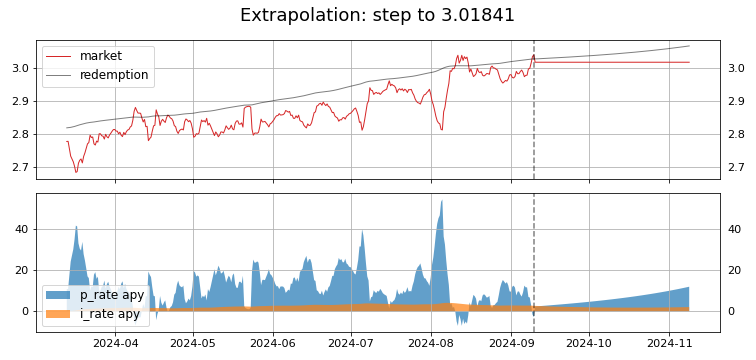 Extrapolation: step to 3.01841
market
redemption
3.0 3.0
2.9 2.9
2.8 2.8
2.7 2.7
40 40
20 20
0 0
p_rate apy
i_rate apy
2024-04 2024-05 2024-06 2024-07 2024-08 2024-09 2024-10 2024-11